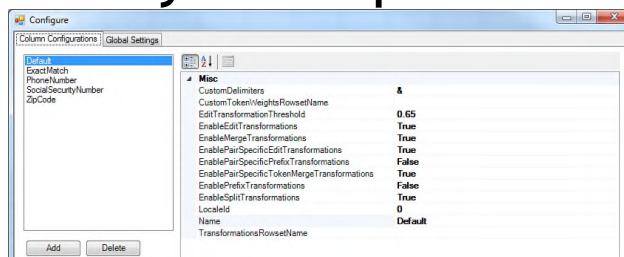 Configure
Column Configurations Global Settings
Default
ExactMatch
PhoneNumber
SocialSecurityNumber
ZipCode
Add Delete
Misc
CustomDelimiters &
CustomTokenWeightsRowsetName
EditTransformationThreshold 0.65
EnableEditTransformations True
EnableMergeTransformations True
EnablePairSpecificEditTransformations True
EnablePairSpecificPrefixTransformations False
EnablePairSpecificTokenMergeTransformations True
EnablePrefixTransformations False
EnableSplitTransformations True
LocaleId 0
Name Default
TransformationsRowsetName